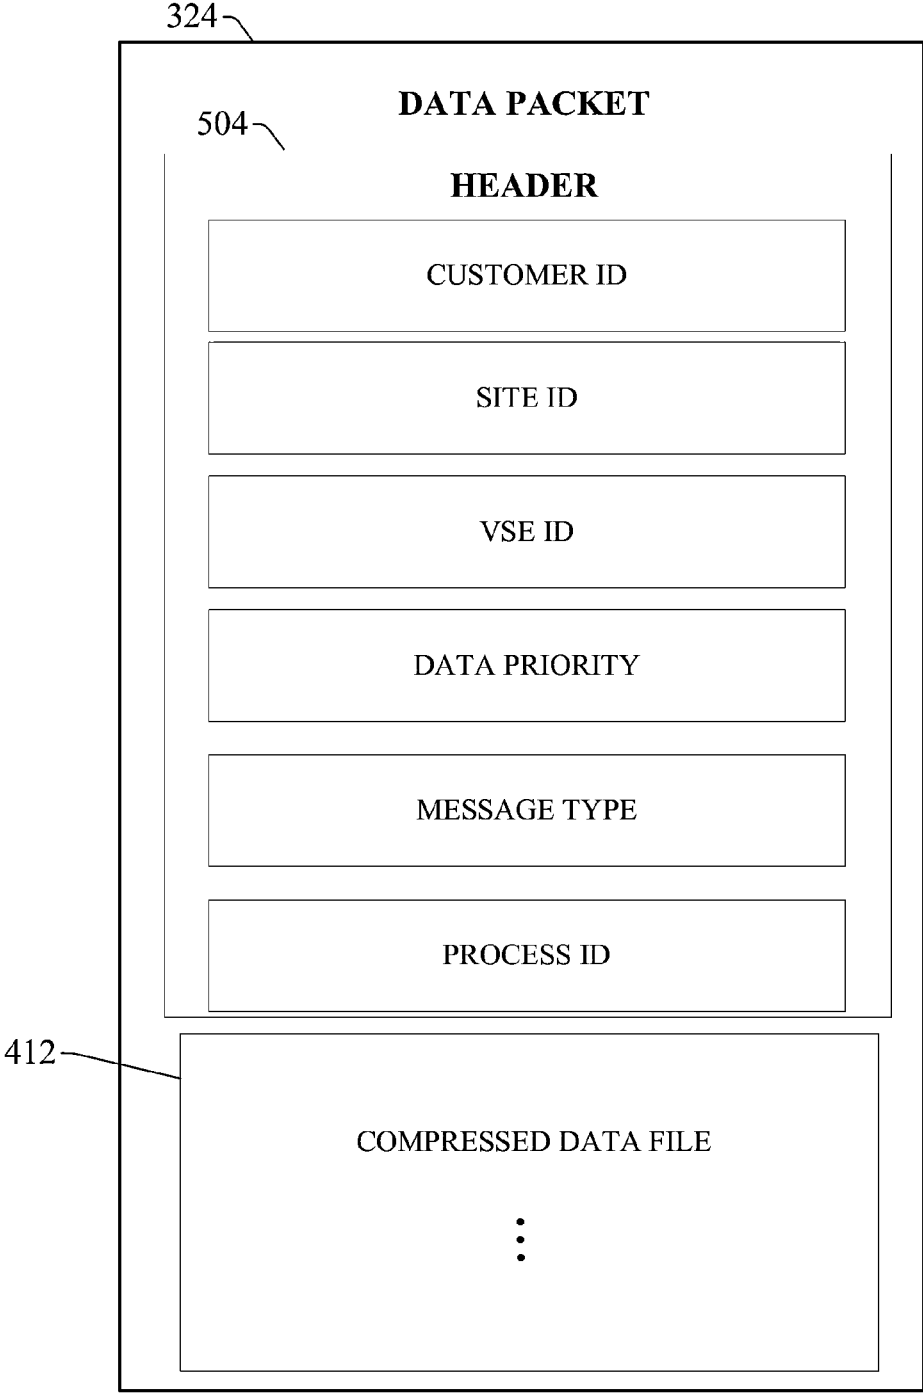 324
DATA PACKET
504
HEADER
CUSTOMER ID
SITE ID
VSE ID
DATA PRIORITY
MESSAGE TYPE
PROCESS ID
412
COMPRESSED DATA FILE